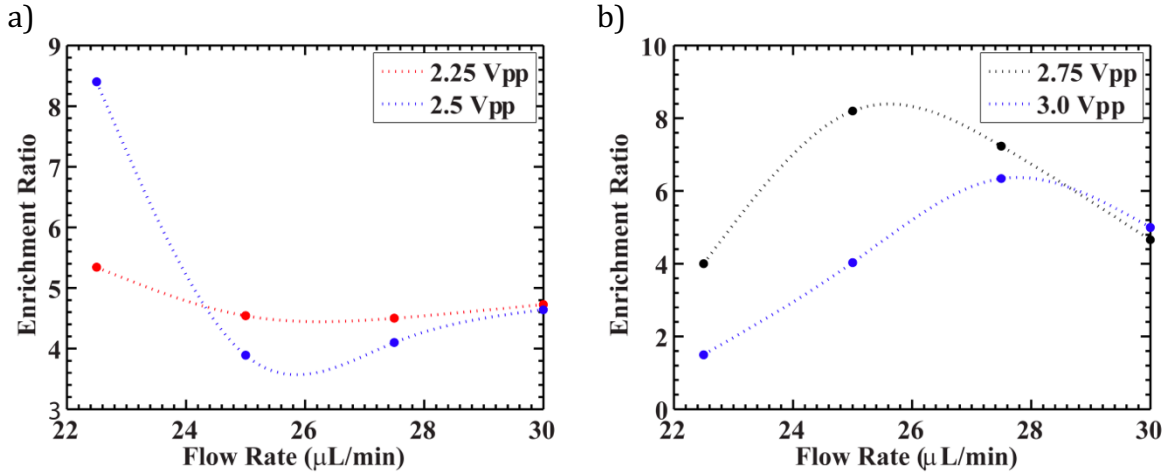 a)
9
8
7
6
5
4
3
22
24
26
28
30
Enrichment Ratio
Flow Rate (μL/min)
2.25 Vpp
2.5 Vpp
b)
10
8
6
4
2
0
22
24
26
28
30
Enrichment Ratio
Flow Rate (μL/min)
2.75 Vpp
3.0 Vpp